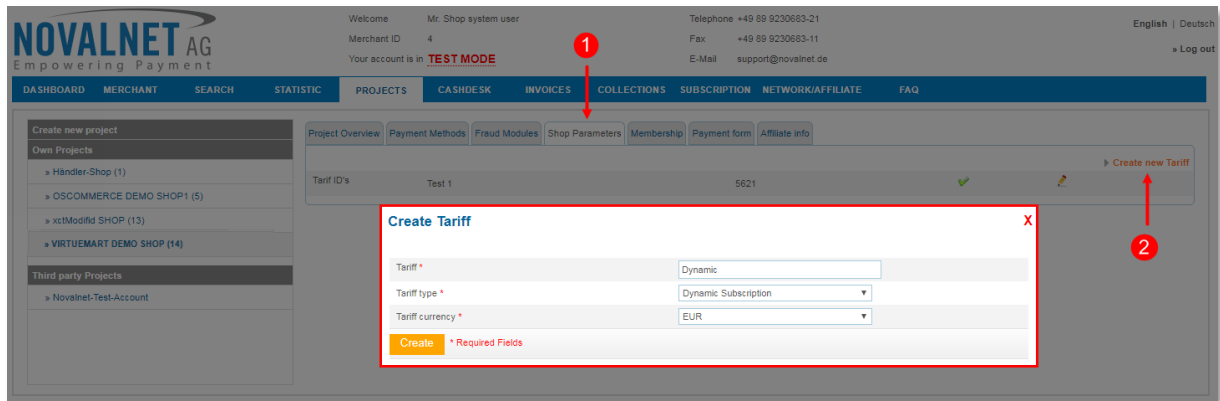 NOVALNET AG
Empowering Payment
Welcome Mr. Shop system user
Merchant ID 4
Your account is in TEST MODE
Telephone +49 89 9230683-21
Fax +49 89 9230683-11
E-Mail support@novalnet.de
English | Deutsch
» Log out
1
DASHBOARD MERCHANT SEARCH STATISTIC PROJECTS CASHDESK INVOICES COLLECTIONS SUBSCRIPTION NETWORK/AFFILIATE FAQ
Create new project
Own Projects
» Händler-Shop (1)
» OSCOMMERCE DEMO SHOP1 (5)
» xctModifid SHOP (13)
» VIRTUEMART DEMO SHOP (14)
Third party Projects
» Novalnet-Test-Account
Project Overview Payment Methods Fraud Modules Shop Parameters Membership Payment form Affiliate info
Create new Tariff
Tarif ID's Test 1 5621
2
Create Tariff X
Tariff * Dynamic
Tariff type * Dynamic Subscription
Tariff currency * EUR
Create * Required Fields